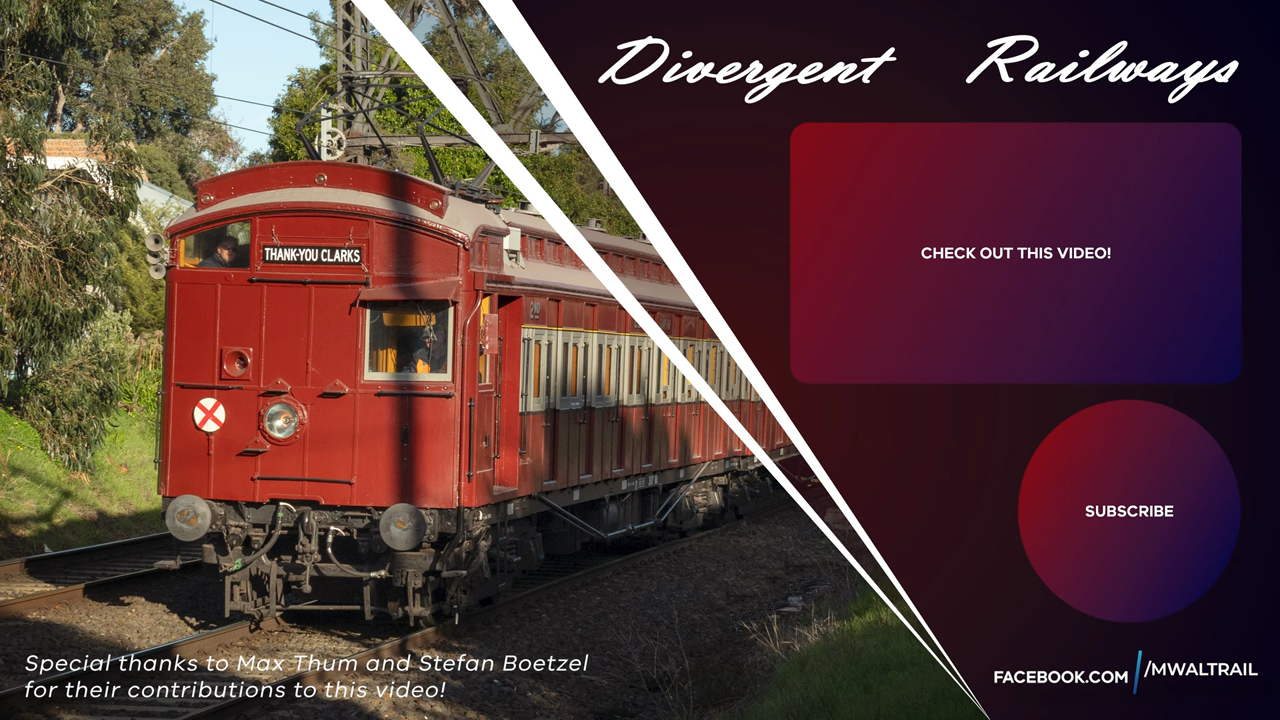 Divergent Railways
THANK-YOU CLARKS
CHECK OUT THIS VIDEO!
SUBSCRIBE
Special thanks to Max Thum and Stefan Boetzel
for their contributions to this video!
FACEBOOK.COM/MWALTRAIL